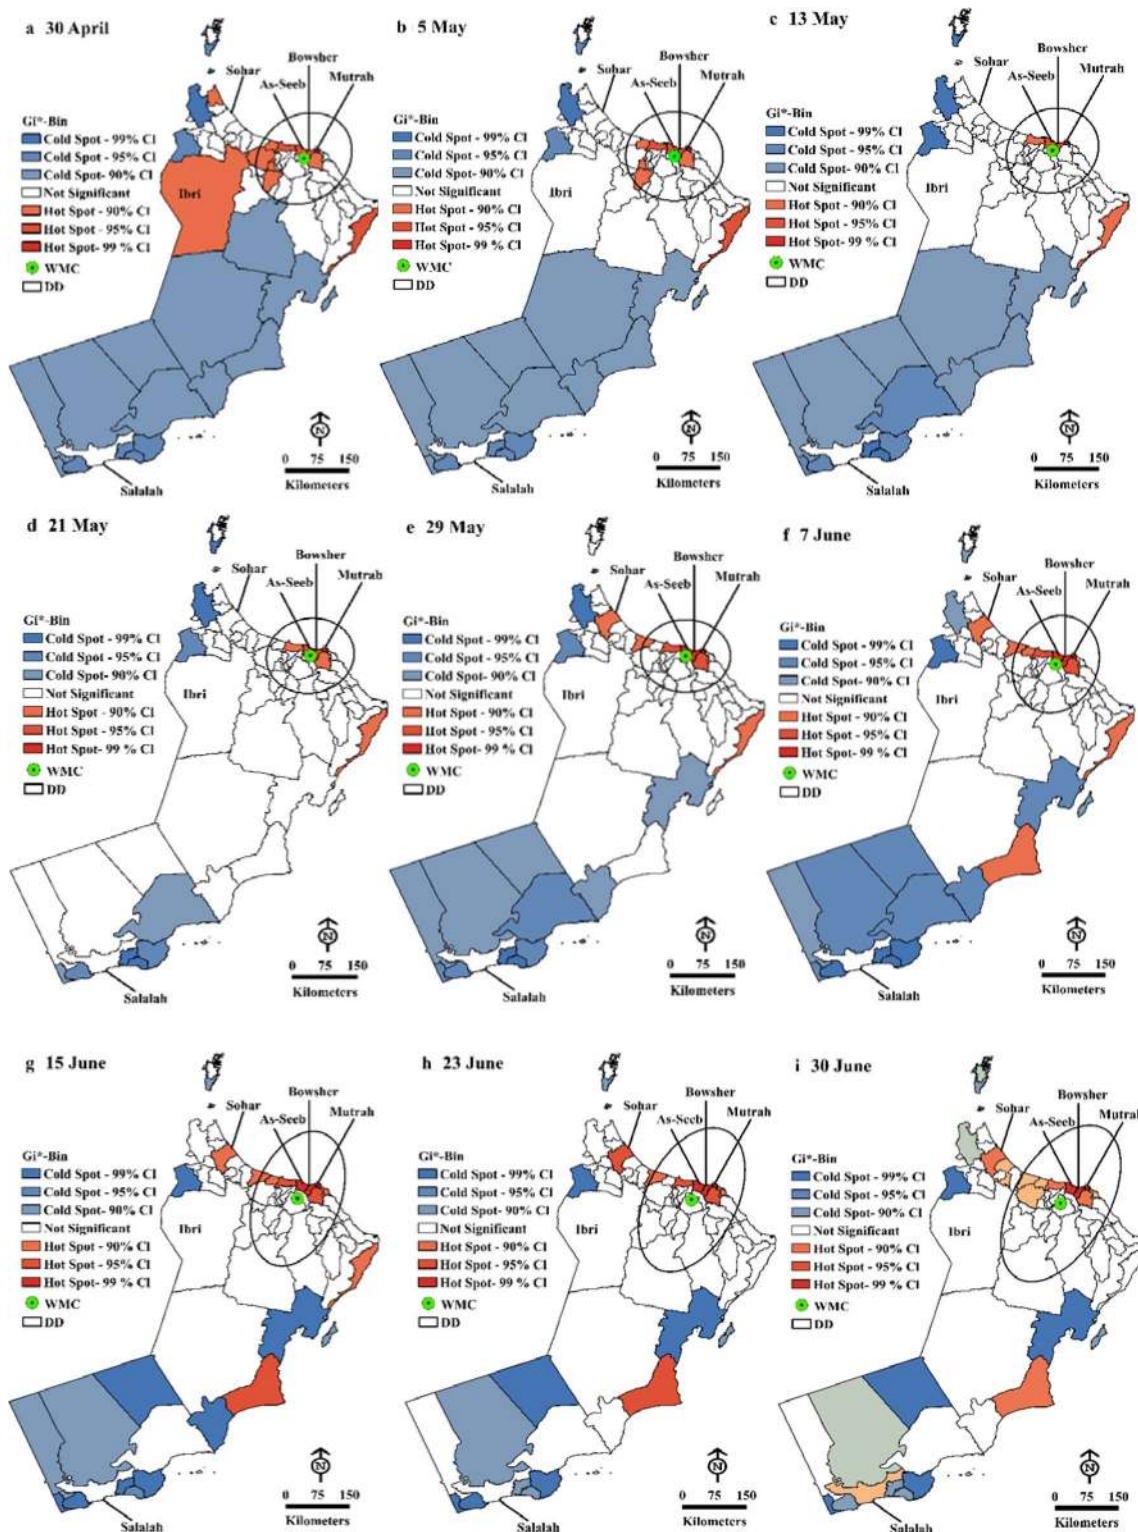 a 30 April
Bowsher
Sohar
As-Seeb
Mutrah
Gi*-Bin
Cold Spot - 99% CI
Cold Spot - 95% CI
Cold Spot - 90% CI
Not Significant
Hot Spot - 90% CI
Hot Spot - 95% CI
Hot Spot- 99 % CI
WMC
DD
Ibri
N
0 75 150
Kilometers
Salalah
b 5 May
Bowsher
Sohar
As-Seeb
Mutrah
Gi*-Bin
Cold Spot - 99% CI
Cold Spot - 95% CI
Cold Spot - 90% CI
Not Significant
Hot Spot - 90% CI
Hot Spot - 95% CI
Hot Spot- 99 % CI
WMC
DD
Ibri
N
0 75 150
Kilometers
Salalah
c 13 May
Bowsher
Sohar
As-Seeb
Mutrah
Gi*-Bin
Cold Spot - 99% CI
Cold Spot - 95% CI
Cold Spot - 90% CI
Not Significant
Hot Spot - 90% CI
Hot Spot - 95% CI
Hot Spot- 99 % CI
WMC
DD
Ibri
N
0 75 150
Kilometers
Salalah
d 21 May
Bowsher
Sohar
As-Seeb
Mutrah
Gi*-Bin
Cold Spot - 99% CI
Cold Spot - 95% CI
Cold Spot - 90% CI
Not Significant
Hot Spot - 90% CI
Hot Spot - 95% CI
Hot Spot- 99 % CI
WMC
DD
Ibri
N
0 75 150
Kilometers
Salalah
e 29 May
Bowsher
Sohar
As-Seeb
Mutrah
Gi*-Bin
Cold Spot - 99% CI
Cold Spot - 95% CI
Cold Spot - 90% CI
Not Significant
Hot Spot - 90% CI
Hot Spot - 95% CI
Hot Spot- 99 % CI
WMC
DD
Ibri
N
0 75 150
Kilometers
Salalah
f 7 June
Bowsher
Sohar
As-Seeb
Mutrah
Gi*-Bin
Cold Spot - 99% CI
Cold Spot - 95% CI
Cold Spot - 90% CI
Not Significant
Hot Spot - 90% CI
Hot Spot - 95% CI
Hot Spot- 99 % CI
WMC
DD
Ibri
N
0 75 150
Kilometers
Salalah
g 15 June
Bowsher
Sohar
As-Seeb
Mutrah
Gi*-Bin
Cold Spot - 99% CI
Cold Spot - 95% CI
Cold Spot - 90% CI
Not Significant
Hot Spot - 90% CI
Hot Spot - 95% CI
Hot Spot- 99 % CI
WMC
DD
Ibri
N
0 75 150
Kilometers
Salalah
h 23 June
Bowsher
Sohar
As-Seeb
Mutrah
Gi*-Bin
Cold Spot - 99% CI
Cold Spot - 95% CI
Cold Spot - 90% CI
Not Significant
Hot Spot - 90% CI
Hot Spot - 95% CI
Hot Spot- 99 % CI
WMC
DD
Ibri
N
0 75 150
Kilometers
Salalah
i 30 June
Bowsher
Sohar
As-Seeb
Mutrah
Gi*-Bin
Cold Spot - 99% CI
Cold Spot - 95% CI
Cold Spot - 90% CI
Not Significant
Hot Spot - 90% CI
Hot Spot - 95% CI
Hot Spot- 99 % CI
WMC
DD
Ibri
N
0 75 150
Kilometers
Salalah